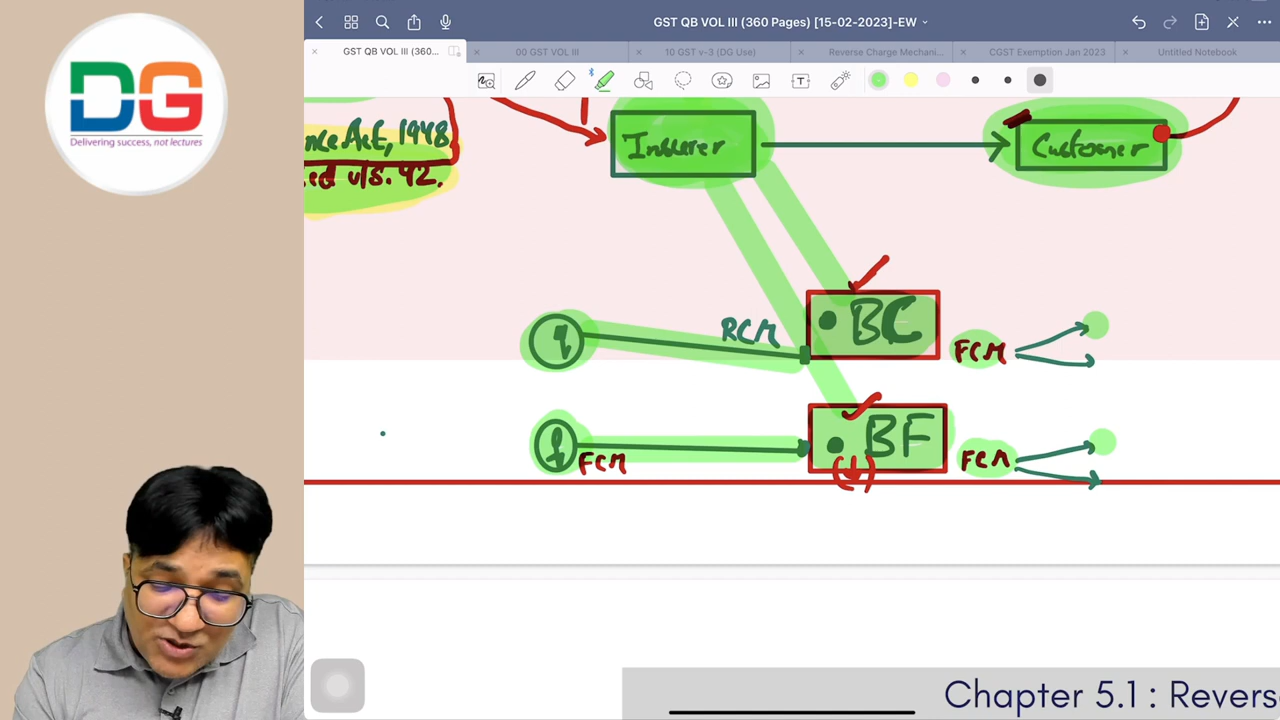 GST QB VOL III (360 Pages) [15-02-2023]-EW
GST QB VOL III (360...
00 GST VOL III
10 GST v-3 (DG Use)
Reverse Charge Mechani...
CGST Exemption Jan 2023
Untitled Notebook
DG
Delivering success, not lectures
nce Act, 1948
ed u/s. 42.
Insurer
Customer
RCM
• BC
FCM
FCM
• BF
FCM
Chapter 5.1 : Revers